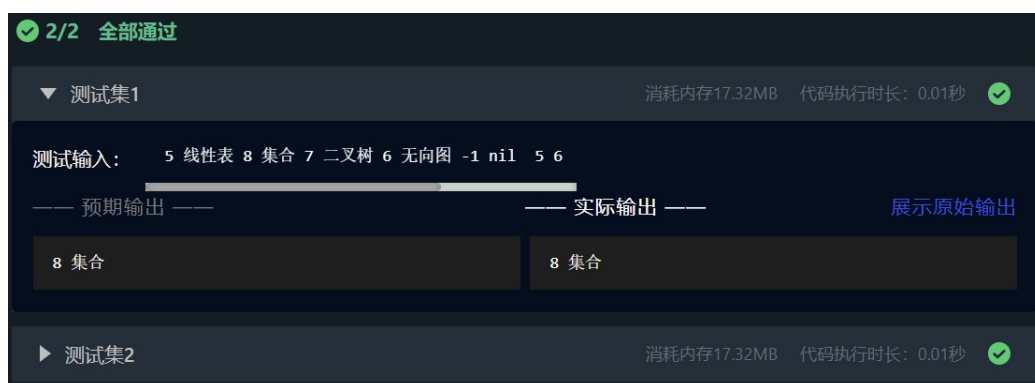 2/2 全部通过
测试集1 消耗内存17.32MB 代码执行时长：0.01秒
测试输入： 5 线性表 8 集合 7 二叉树 6 无向图 -1 nil 5 6
—— 预期输出 —— —— 实际输出 —— 展示原始输出
8 集合 8 集合
测试集2 消耗内存17.32MB 代码执行时长：0.01秒